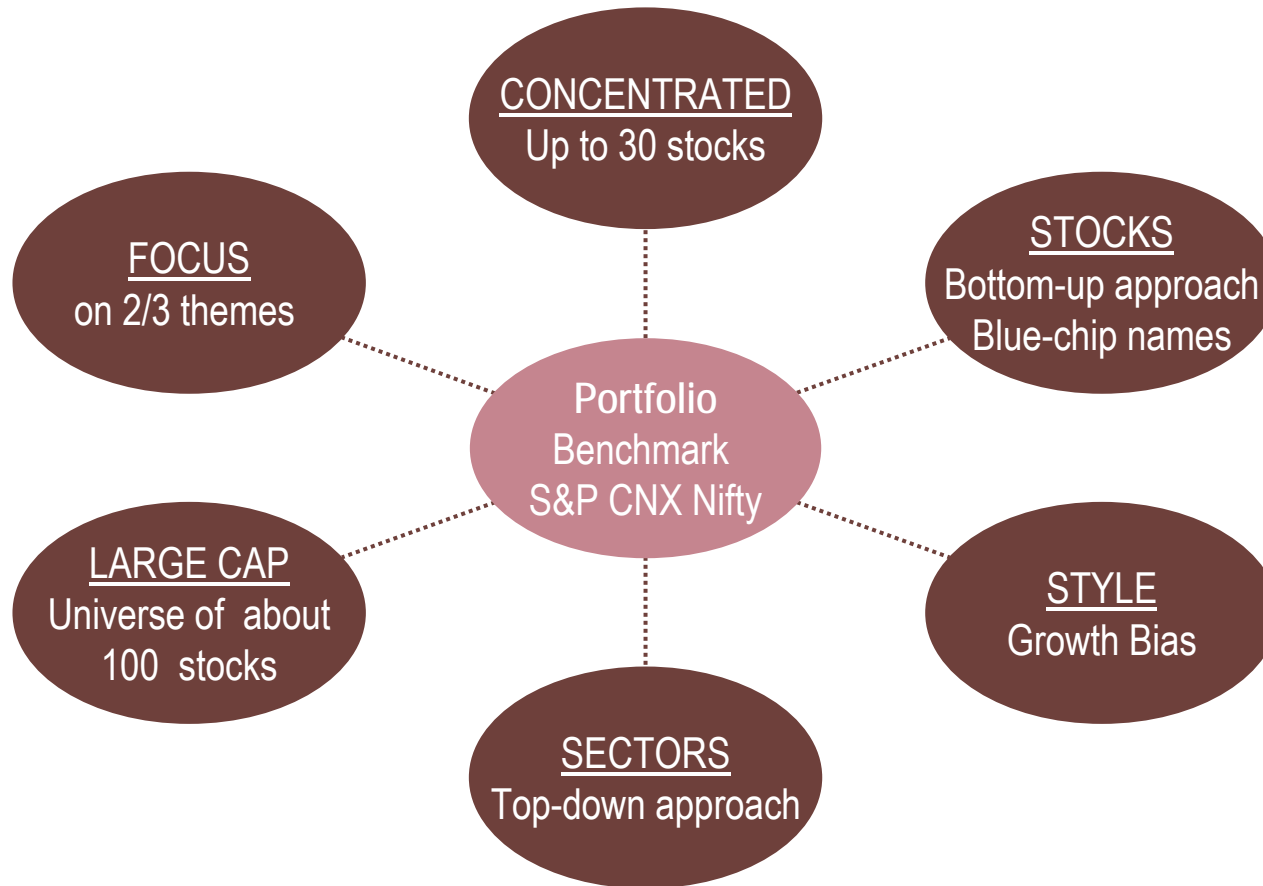 CONCENTRATED
Up to 30 stocks
FOCUS
on 2/3 themes
STOCKS
Bottom-up approach
Blue-chip names
Portfolio
Benchmark
S&P CNX Nifty
LARGE CAP
Universe of about
100 stocks
STYLE
Growth Bias
SECTORS
Top-down approach